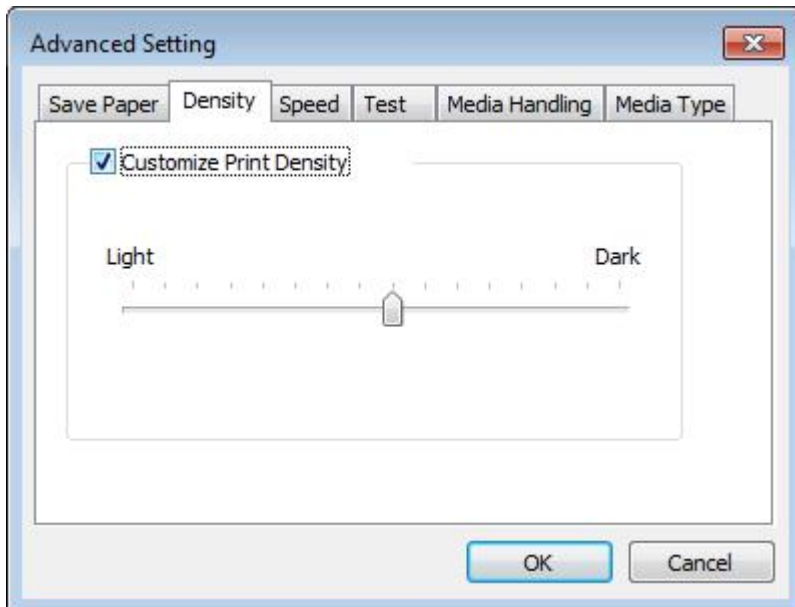 Advanced Setting
Save Paper Density Speed Test Media Handling Media Type
Customize Print Density
Light Dark
OK Cancel